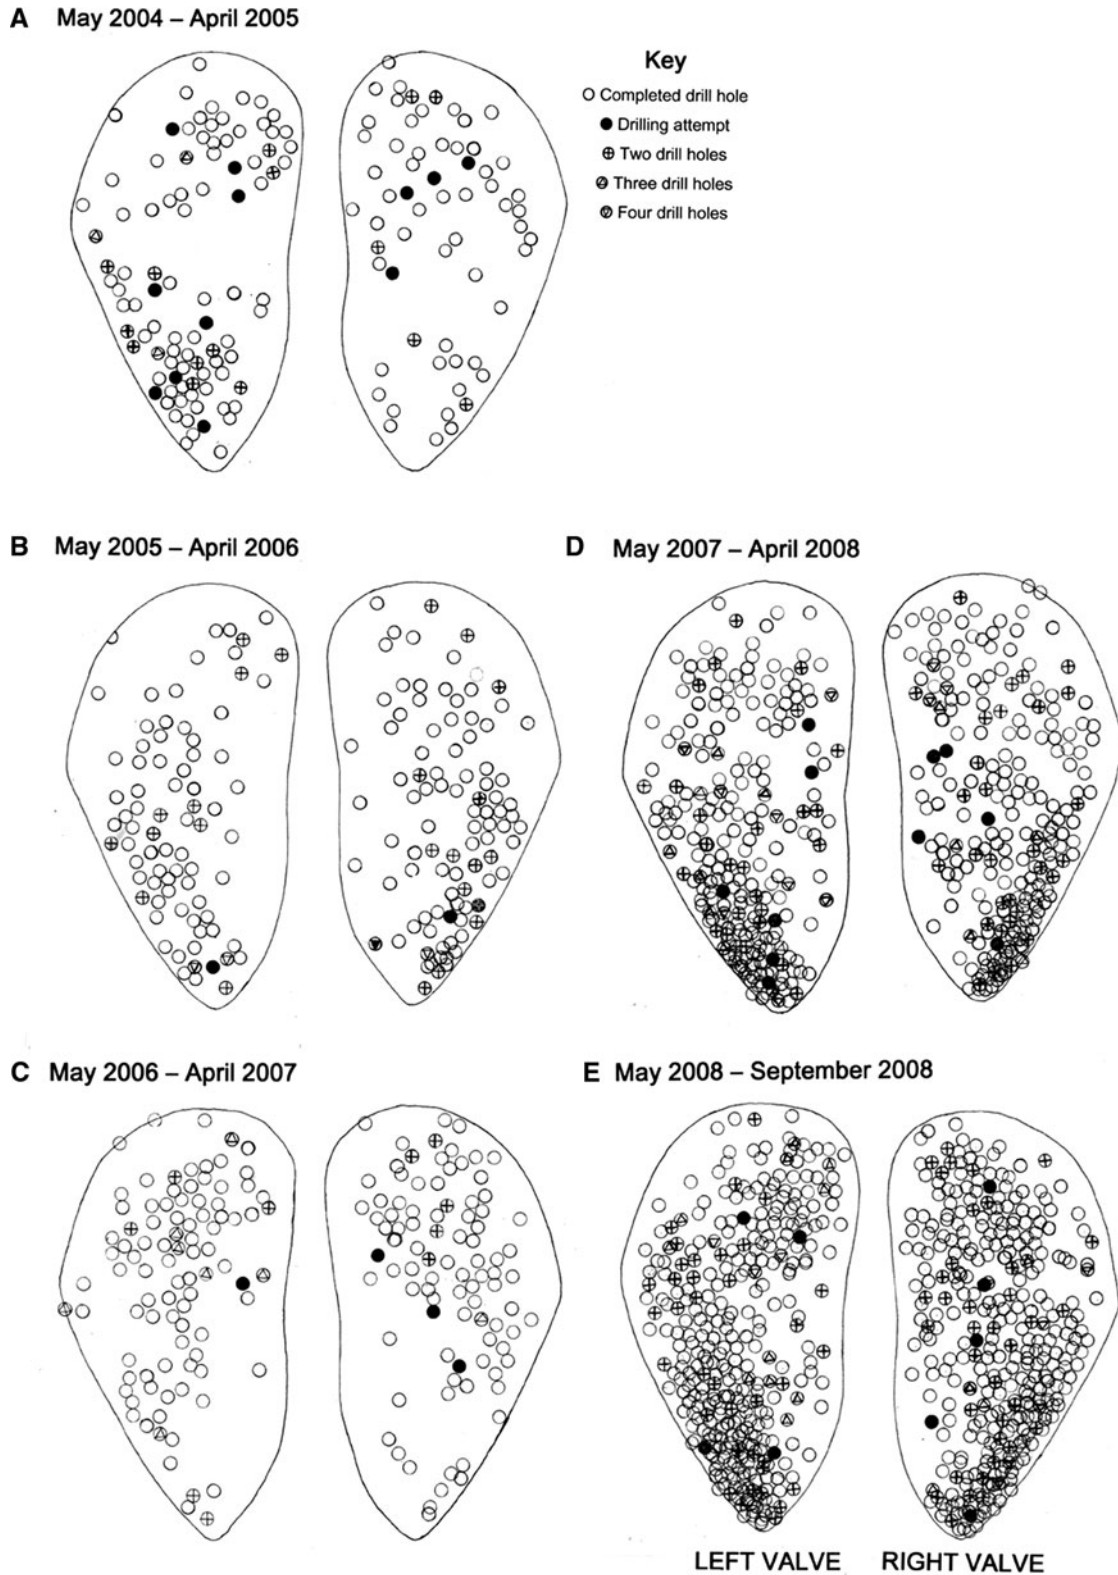 A May 2004 – April 2005
Key
Completed drill hole
Drilling attempt
Two drill holes
Three drill holes
Four drill holes
B May 2005 – April 2006
D May 2007 – April 2008
C May 2006 – April 2007
E May 2008 – September 2008
LEFT VALVE RIGHT VALVE